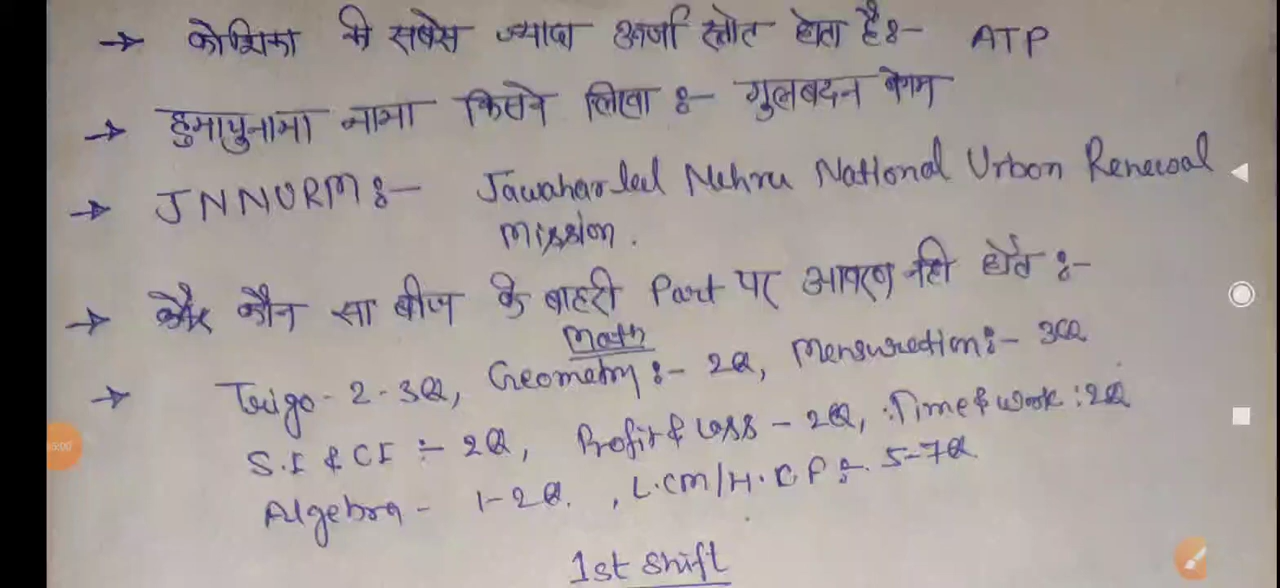 → कोशिका मे सबसे ज्यादा ऊर्जा स्त्रोत होता है:- ATP
→ हुमायुनामा नामा किसने लिखा :- गुलबदन बेगम
→ JNNURM :- Jawaharlal Nehru National Urban Renewal
Mission.
→ कौन सा बीज के बाहरी Part पर आवरण नही होते :-
Math
→ Trigo - 2 - 3Q, Geometry :- 2Q, Mensuration :- 3Q
S.I & CI :- 2Q, Profit & Loss - 2Q, Time & work : 2Q
Algebra - 1-2Q. , L.CM/H.CF :- 5-7Q
1st Shift